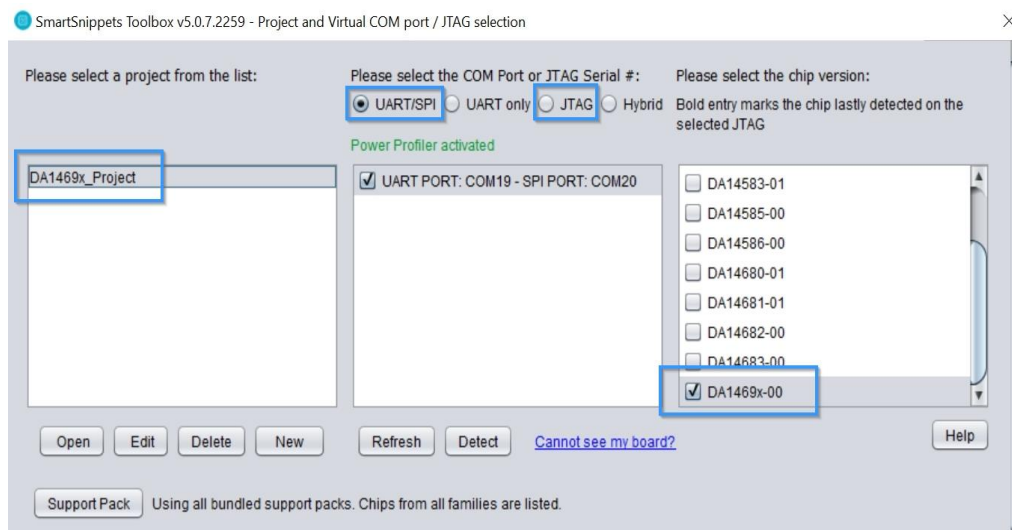 SmartSnippets Toolbox v5.0.7.2259 - Project and Virtual COM port / JTAG selection
Please select a project from the list:
DA1469x_Project
Open Edit Delete New
Please select the COM Port or JTAG Serial #:
UART/SPI UART only JTAG Hybrid
Power Profiler activated
UART PORT: COM19 - SPI PORT: COM20
Refresh Detect Cannot see my board?
Please select the chip version:
Bold entry marks the chip lastly detected on the
selected JTAG
DA14583-01
DA14585-00
DA14586-00
DA14680-01
DA14681-01
DA14682-00
DA14683-00
DA1469x-00
Help
Support Pack Using all bundled support packs. Chips from all families are listed.